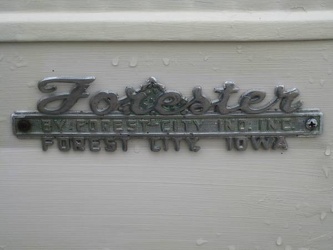 Forester
BY FOREST CITY IND. INC.
FOREST CITY, IOWA